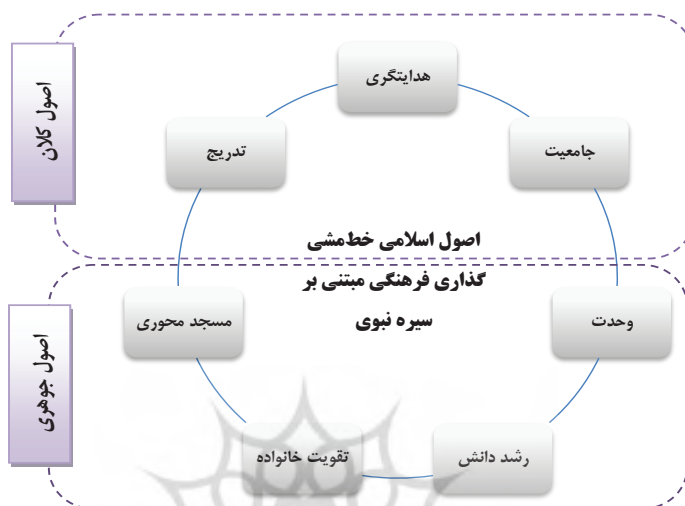 اصول کلان
هدایتگری
جامعیت
تدریج
اصول اسلامی خط‌مشی
گذاری فرهنگی مبتنی بر
سیره نبوی
اصول جوهری
وحدت
مسجد محوری
رشد دانش
تقویت خانواده